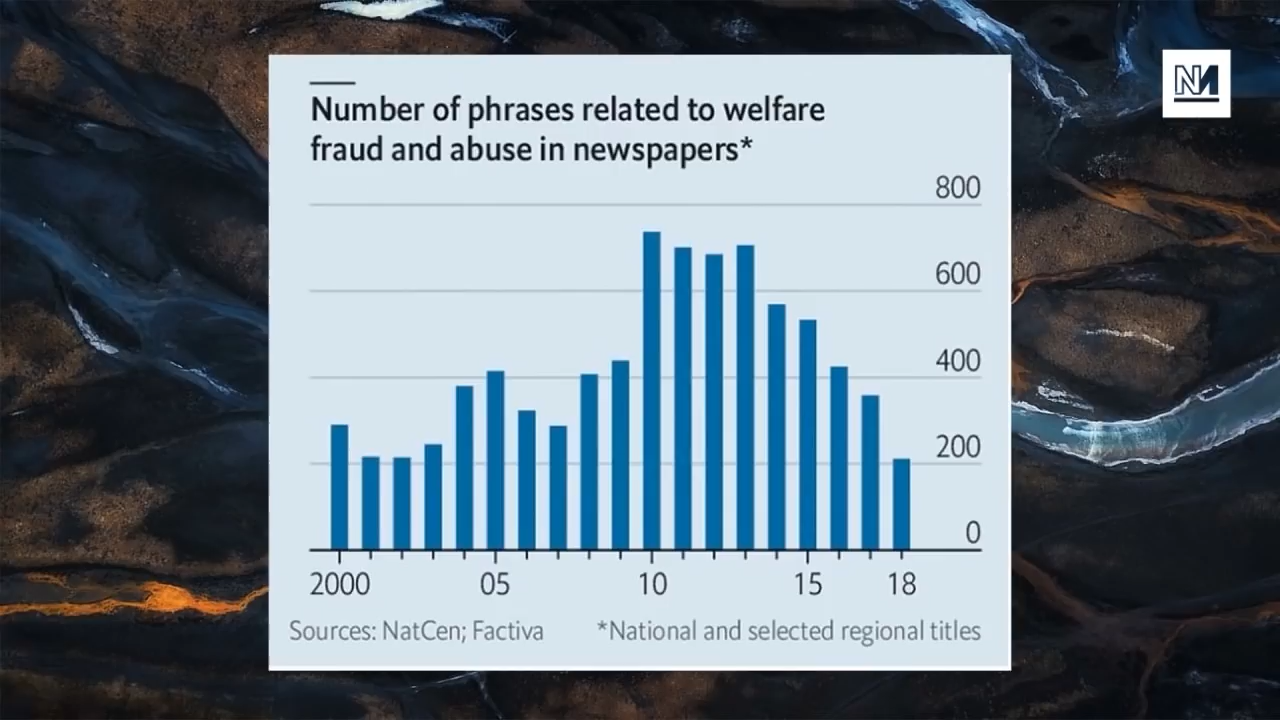 NM
Number of phrases related to welfare
fraud and abuse in newspapers*
800
600
400
200
0
2000 05 10 15 18
Sources: NatCen; Factiva *National and selected regional titles